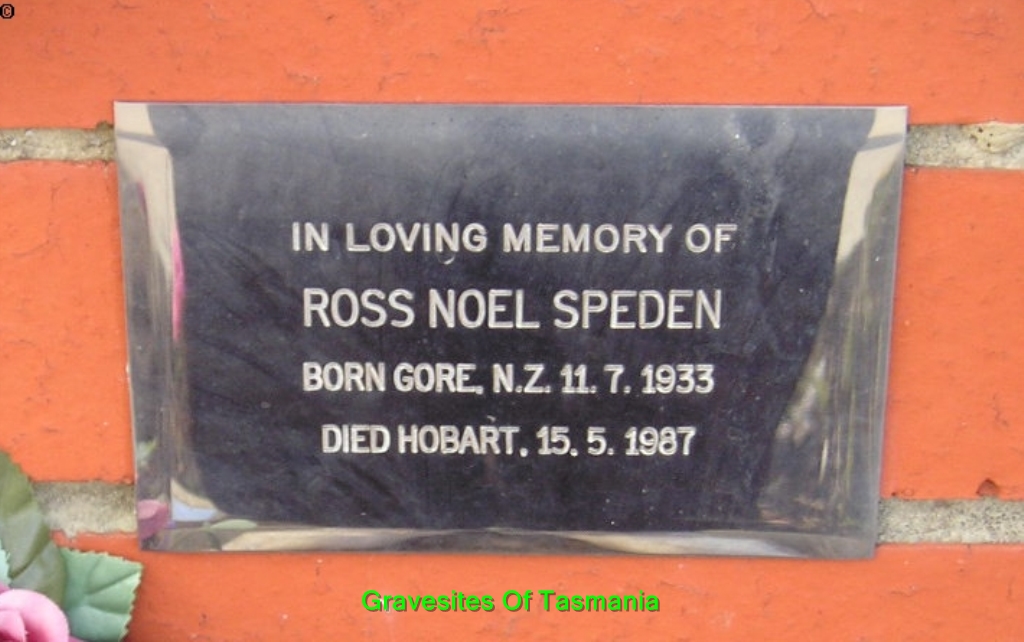 ©
IN LOVING MEMORY OF
ROSS NOEL SPEDEN
BORN GORE, N.Z. 11. 7. 1933
DIED HOBART, 15. 5. 1987
Gravesites Of Tasmania